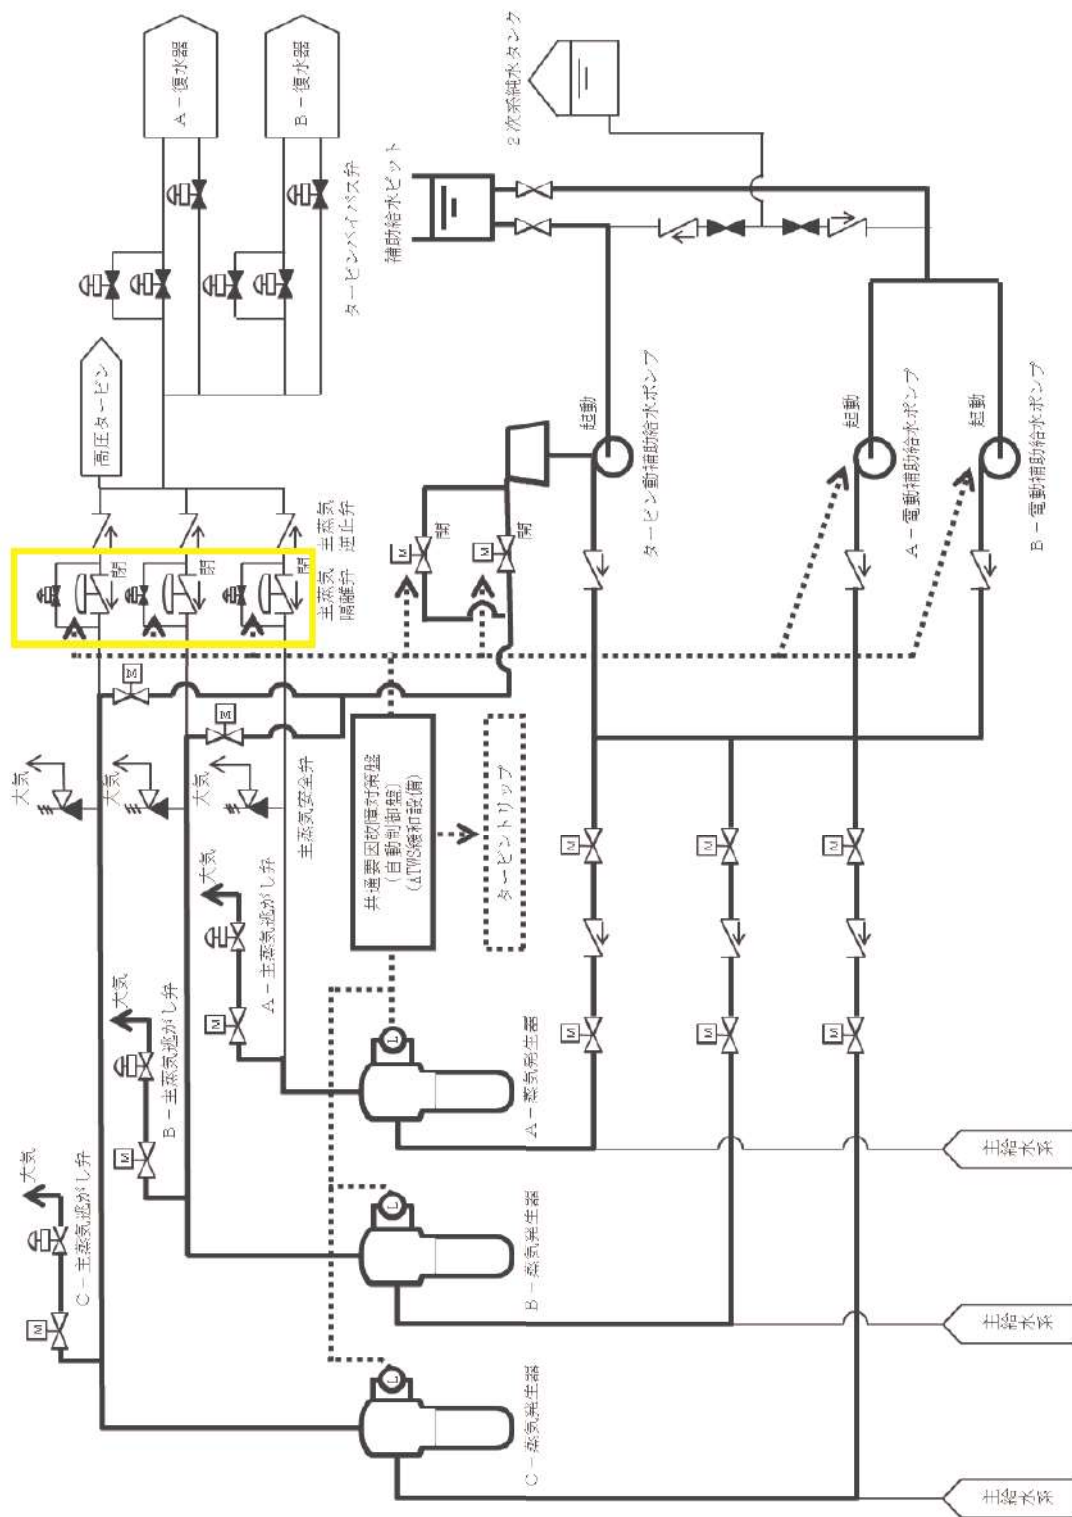 A－復水器
B－復水器
タービンバイパス弁
高圧タービン
補助給水ピット
2次系純水タンク
主蒸気
逆止弁
主蒸気
隔離弁
閉
閉
閉
M
M
開
M
開
M
起動
タービン動補助給水ポンプ
起動
A－電動補助給水ポンプ
起動
B－電動補助給水ポンプ
大気
大気
大気
主蒸気安全弁
共通要因故障対策盤
(自動制御盤)
(ATWS緩和設備)
タービントリップ
大気
M
A－主蒸気逃がし弁
大気
M
B－主蒸気逃がし弁
大気
M
C－主蒸気逃がし弁
L
A－蒸気発生器
L
B－蒸気発生器
L
C－蒸気発生器
M
M
M
M
M
M
主給水系
主給水系
主給水系